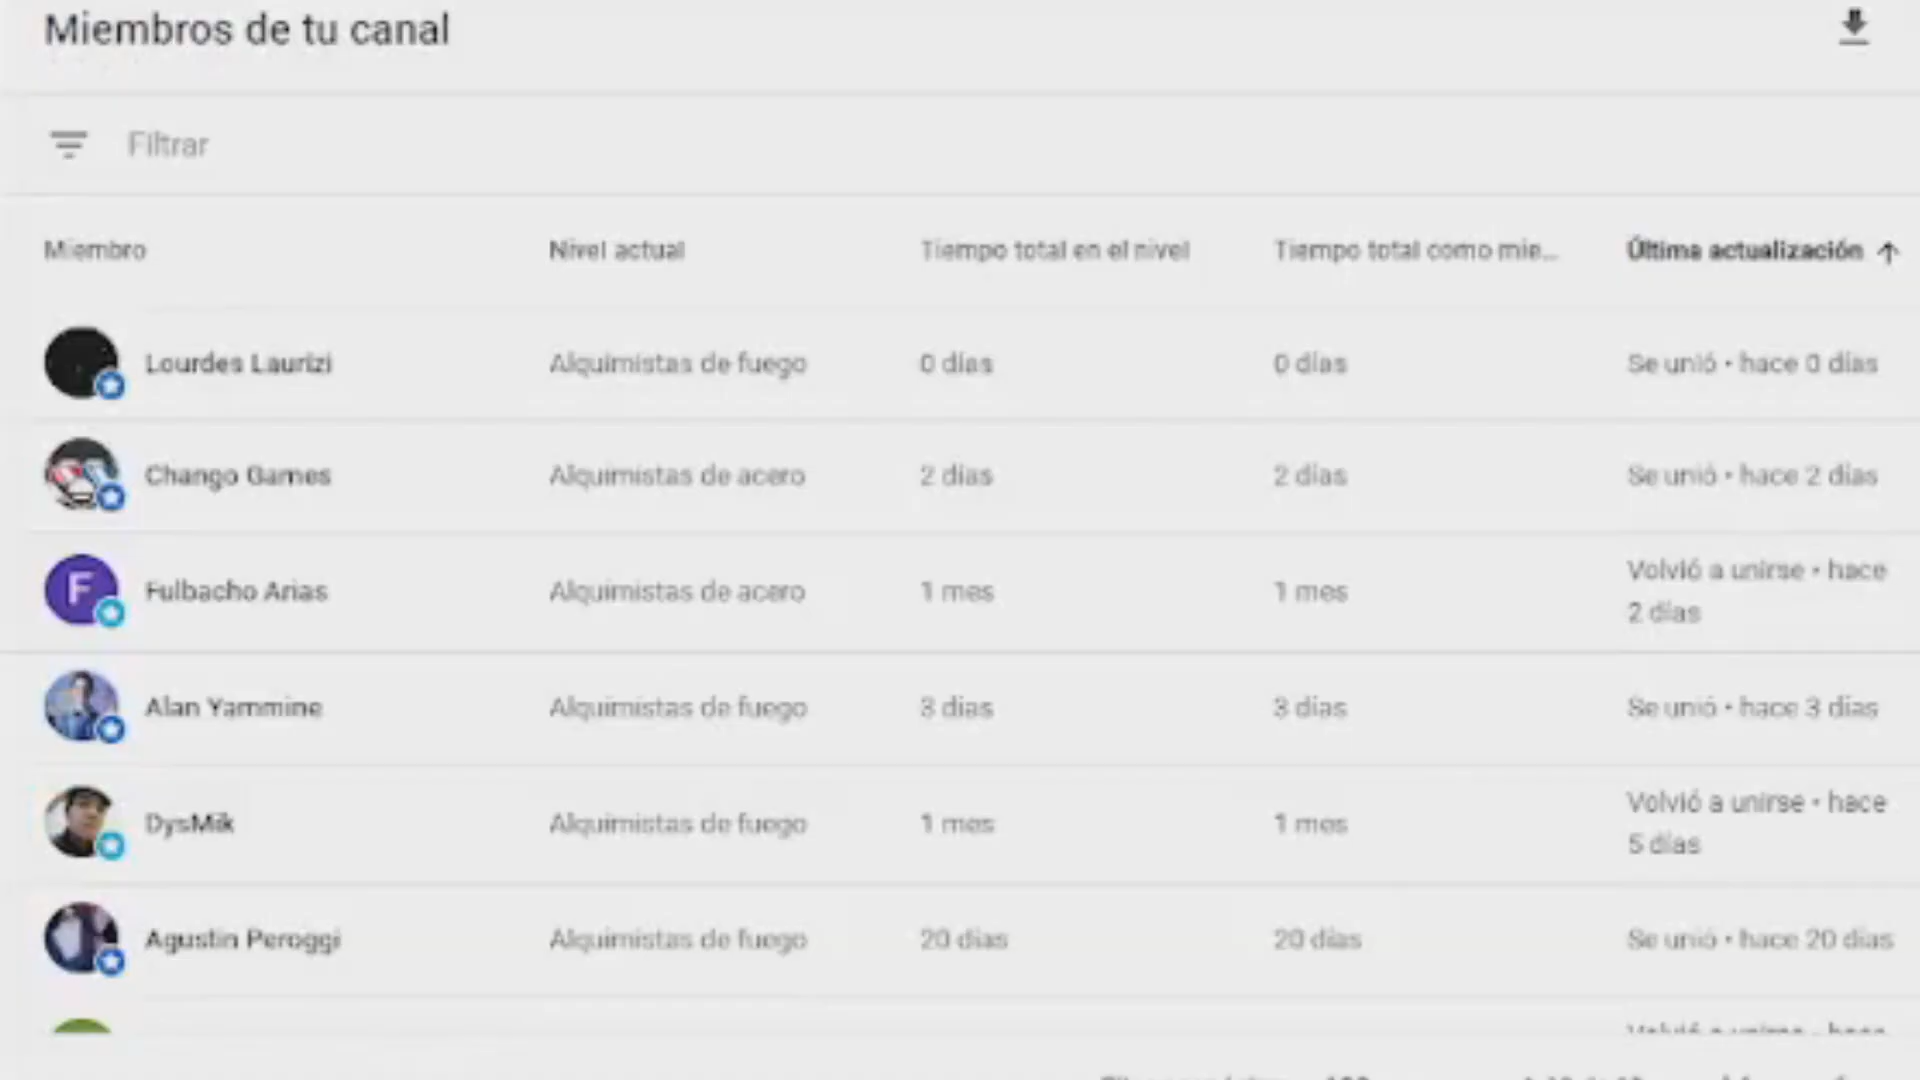 Miembros de tu canal
Filtrar
Miembro Nivel actual Tiempo total en el nivel Tiempo total como mie... Última actualización
Lourdes Laurizi Alquimistas de fuego 0 días 0 días Se unió • hace 0 días
Chango Games Alquimistas de acero 2 días 2 días Se unió • hace 2 días
F Fulbacho Arias Alquimistas de acero 1 mes 1 mes Volvió a unirse • hace
2 días
Alan Yammine Alquimistas de fuego 3 días 3 días Se unió • hace 3 días
DysMik Alquimistas de fuego 1 mes 1 mes Volvió a unirse • hace
5 días
Agustin Peroggi Alquimistas de fuego 20 días 20 días Se unió • hace 20 días
Volvió a unirse • hace